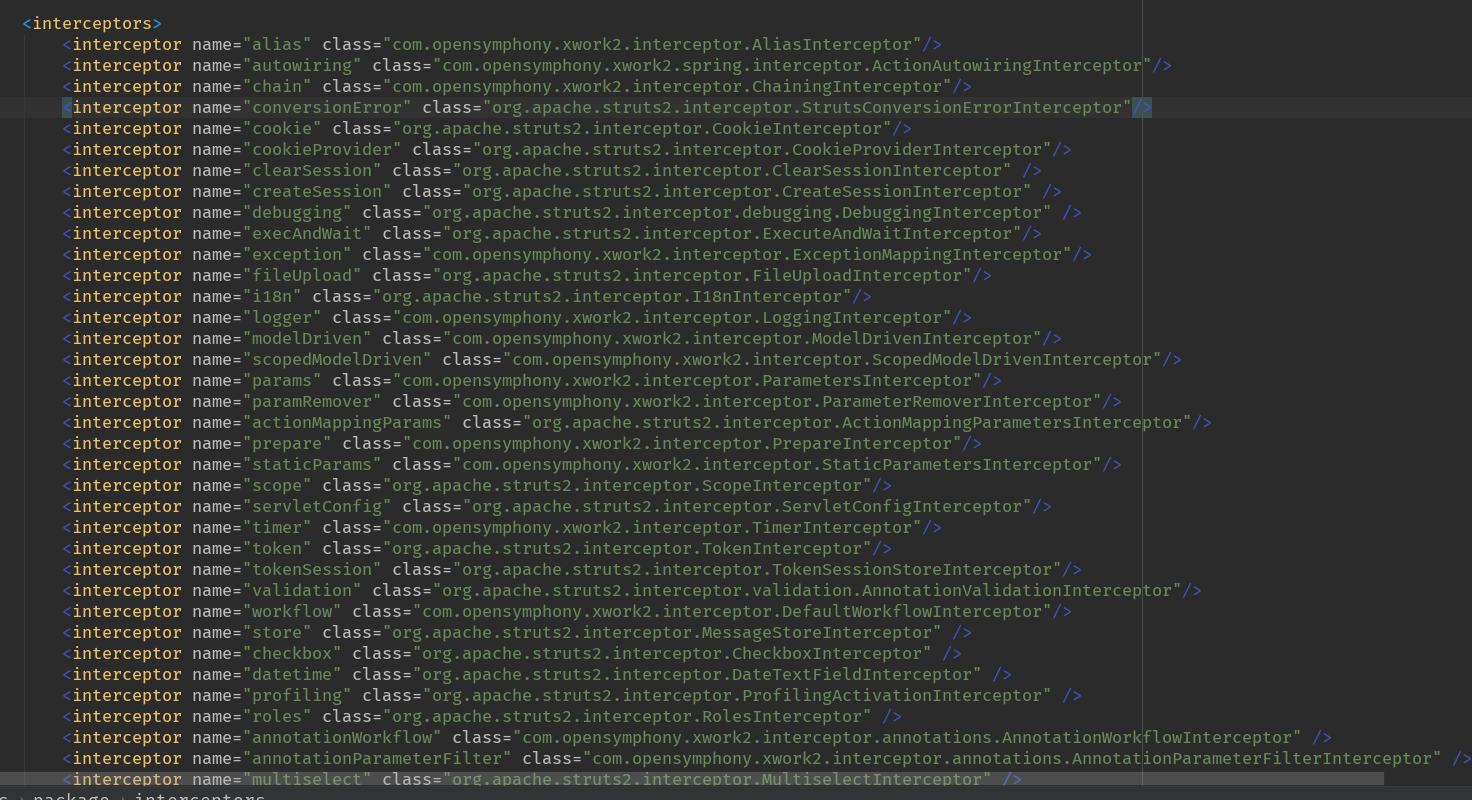 <interceptors>
<interceptor name="alias" class="com.opensymphony.xwork2.interceptor.AliasInterceptor"/>
<interceptor name="autowiring" class="com.opensymphony.xwork2.spring.interceptor.ActionAutowiringInterceptor"/>
<interceptor name="chain" class="com.opensymphony.xwork2.interceptor.ChainingInterceptor"/>
<interceptor name="conversionError" class="org.apache.struts2.interceptor.StrutsConversionErrorInterceptor"/>
<interceptor name="cookie" class="org.apache.struts2.interceptor.CookieInterceptor"/>
<interceptor name="cookieProvider" class="org.apache.struts2.interceptor.CookieProviderInterceptor"/>
<interceptor name="clearSession" class="org.apache.struts2.interceptor.ClearSessionInterceptor" />
<interceptor name="createSession" class="org.apache.struts2.interceptor.CreateSessionInterceptor" />
<interceptor name="debugging" class="org.apache.struts2.interceptor.debugging.DebuggingInterceptor" />
<interceptor name="execAndWait" class="org.apache.struts2.interceptor.ExecuteAndWaitInterceptor"/>
<interceptor name="exception" class="com.opensymphony.xwork2.interceptor.ExceptionMappingInterceptor"/>
<interceptor name="fileUpload" class="org.apache.struts2.interceptor.FileUploadInterceptor"/>
<interceptor name="i18n" class="org.apache.struts2.interceptor.I18nInterceptor"/>
<interceptor name="logger" class="com.opensymphony.xwork2.interceptor.LoggingInterceptor"/>
<interceptor name="modelDriven" class="com.opensymphony.xwork2.interceptor.ModelDrivenInterceptor"/>
<interceptor name="scopedModelDriven" class="com.opensymphony.xwork2.interceptor.ScopedModelDrivenInterceptor"/>
<interceptor name="params" class="com.opensymphony.xwork2.interceptor.ParametersInterceptor"/>
<interceptor name="paramRemover" class="com.opensymphony.xwork2.interceptor.ParameterRemoverInterceptor"/>
<interceptor name="actionMappingParams" class="org.apache.struts2.interceptor.ActionMappingParametersInterceptor"/>
<interceptor name="prepare" class="com.opensymphony.xwork2.interceptor.PrepareInterceptor"/>
<interceptor name="staticParams" class="com.opensymphony.xwork2.interceptor.StaticParametersInterceptor"/>
<interceptor name="scope" class="org.apache.struts2.interceptor.ScopeInterceptor"/>
<interceptor name="servletConfig" class="org.apache.struts2.interceptor.ServletConfigInterceptor"/>
<interceptor name="timer" class="com.opensymphony.xwork2.interceptor.TimerInterceptor"/>
<interceptor name="token" class="org.apache.struts2.interceptor.TokenInterceptor"/>
<interceptor name="tokenSession" class="org.apache.struts2.interceptor.TokenSessionStoreInterceptor"/>
<interceptor name="validation" class="org.apache.struts2.interceptor.validation.AnnotationValidationInterceptor"/>
<interceptor name="workflow" class="com.opensymphony.xwork2.interceptor.DefaultWorkflowInterceptor"/>
<interceptor name="store" class="org.apache.struts2.interceptor.MessageStoreInterceptor" />
<interceptor name="checkbox" class="org.apache.struts2.interceptor.CheckboxInterceptor" />
<interceptor name="datetime" class="org.apache.struts2.interceptor.DateTextFieldInterceptor" />
<interceptor name="profiling" class="org.apache.struts2.interceptor.ProfilingActivationInterceptor" />
<interceptor name="roles" class="org.apache.struts2.interceptor.RolesInterceptor" />
<interceptor name="annotationWorkflow" class="com.opensymphony.xwork2.interceptor.annotations.AnnotationWorkflowInterceptor" />
<interceptor name="annotationParameterFilter" class="com.opensymphony.xwork2.interceptor.annotations.AnnotationParameterFilterInterceptor" />
<interceptor name="multiselect" class="org.apache.struts2.interceptor.MultiselectInterceptor" />
s › package › interceptors